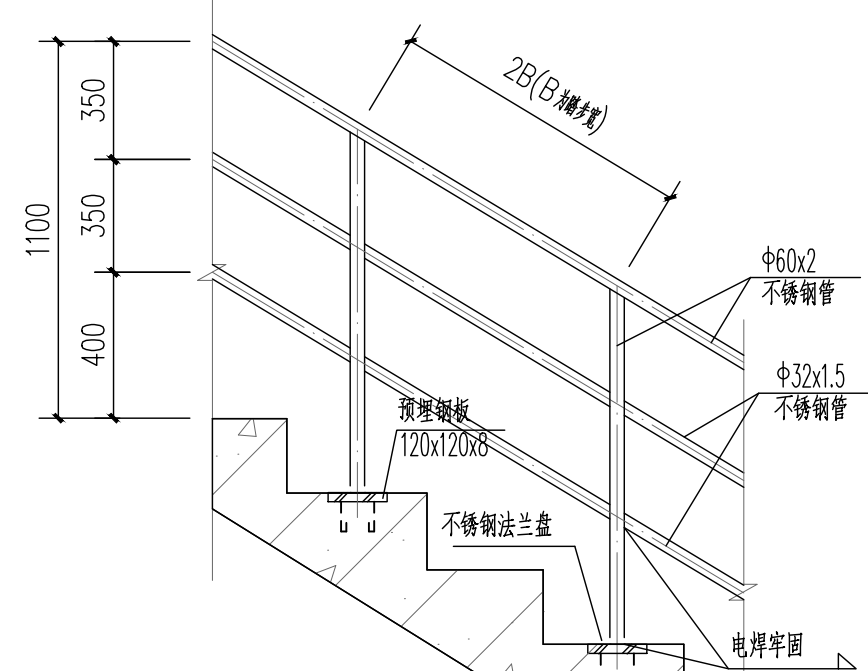 2B(B为踏步宽)
350
350
1100
400
Φ60x2
不锈钢管
Φ32x1.5
不锈钢管
预埋钢板
120x120x8
不锈钢法兰盘
电焊牢固